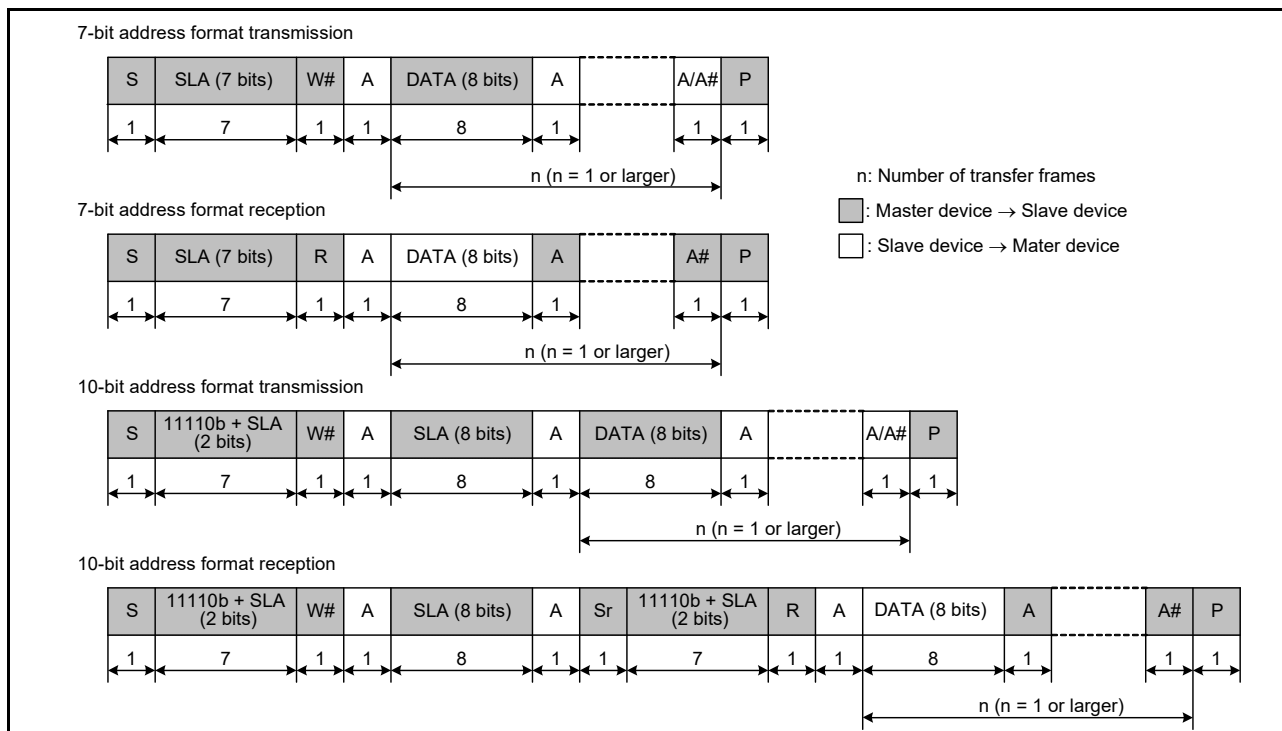 7-bit address format transmission
S SLA (7 bits) W# A DATA (8 bits) A A/A# P
1 7 1 1 8 1 1 1
n (n = 1 or larger)
n: Number of transfer frames
: Master device → Slave device
: Slave device → Mater device
7-bit address format reception
S SLA (7 bits) R A DATA (8 bits) A A# P
1 7 1 1 8 1 1 1
n (n = 1 or larger)
10-bit address format transmission
S 11110b + SLA (2 bits) W# A SLA (8 bits) A DATA (8 bits) A A/A# P
1 7 1 1 8 1 8 1 1 1
n (n = 1 or larger)
10-bit address format reception
S 11110b + SLA (2 bits) W# A SLA (8 bits) A Sr 11110b + SLA (2 bits) R A DATA (8 bits) A A# P
1 7 1 1 8 1 1 7 1 1 8 1 1 1
n (n = 1 or larger)